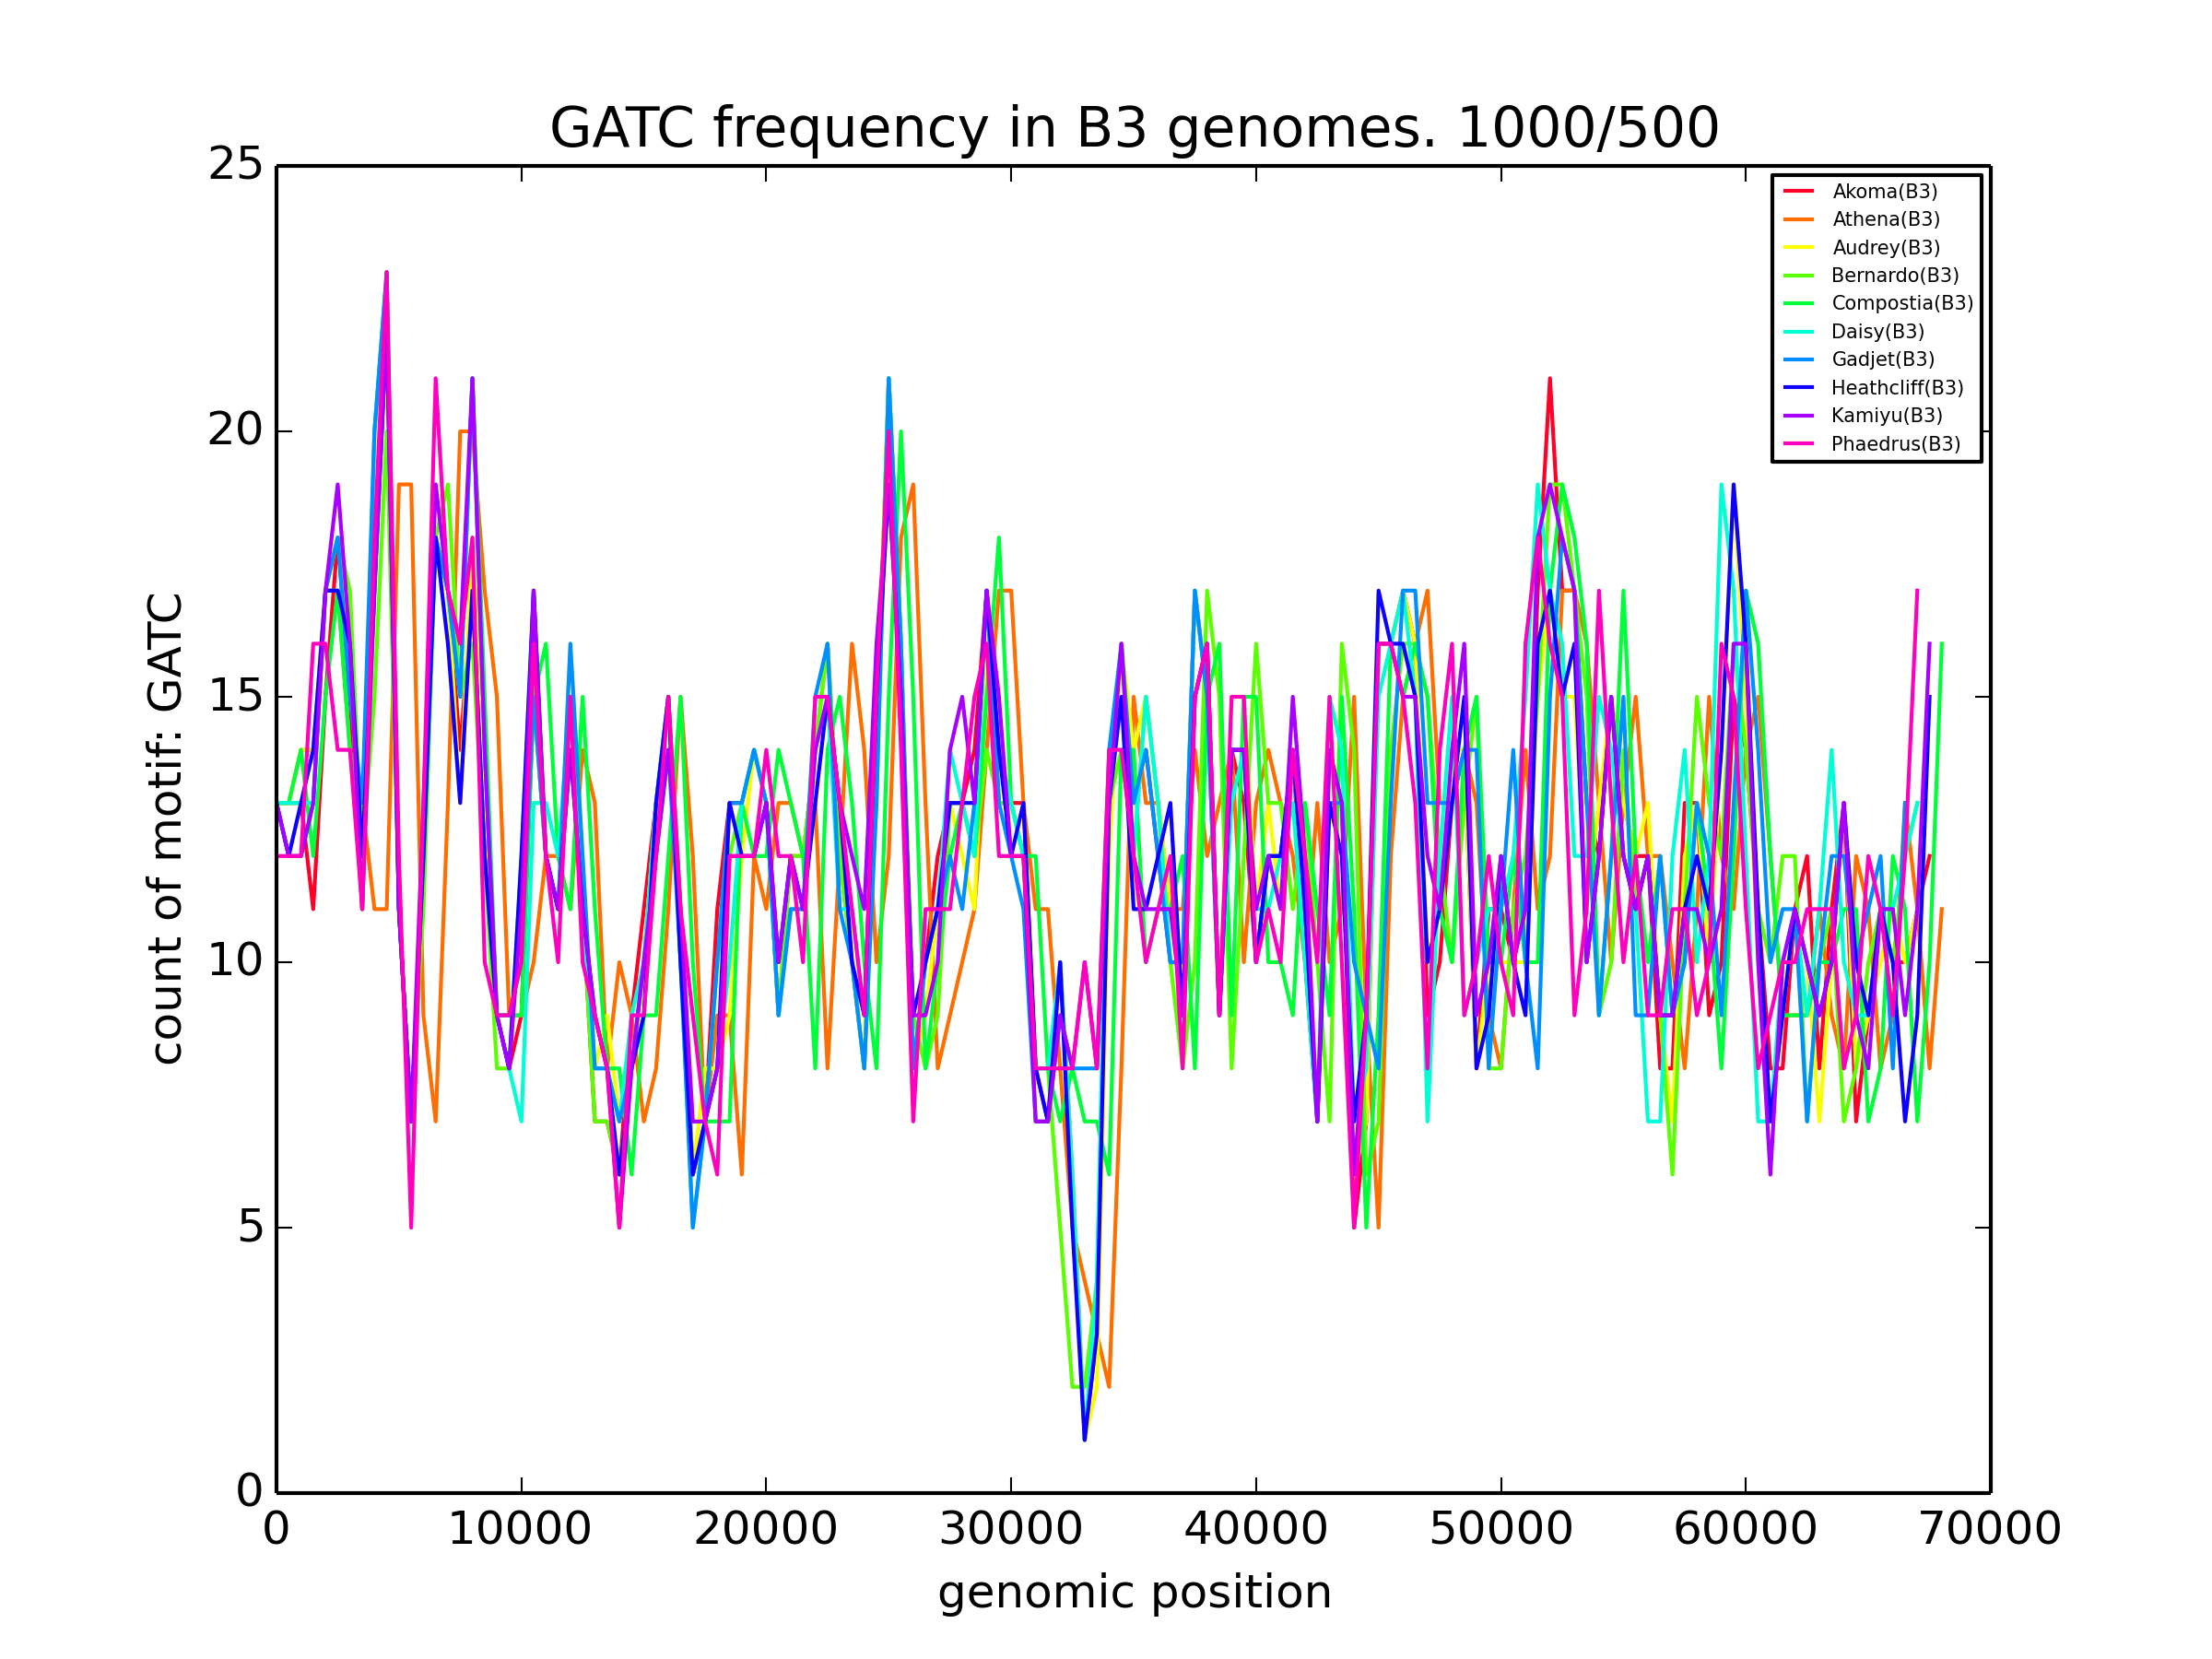 GATC frequency in B3 genomes. 1000/500
25
20
15
10
5
0
count of motif: GATC
Akoma(B3)
Athena(B3)
Audrey(B3)
Bernardo(B3)
Compostia(B3)
Daisy(B3)
Gadjet(B3)
Heathcliff(B3)
Kamiyu(B3)
Phaedrus(B3)
0 10000 20000 30000 40000 50000 60000 70000
genomic position